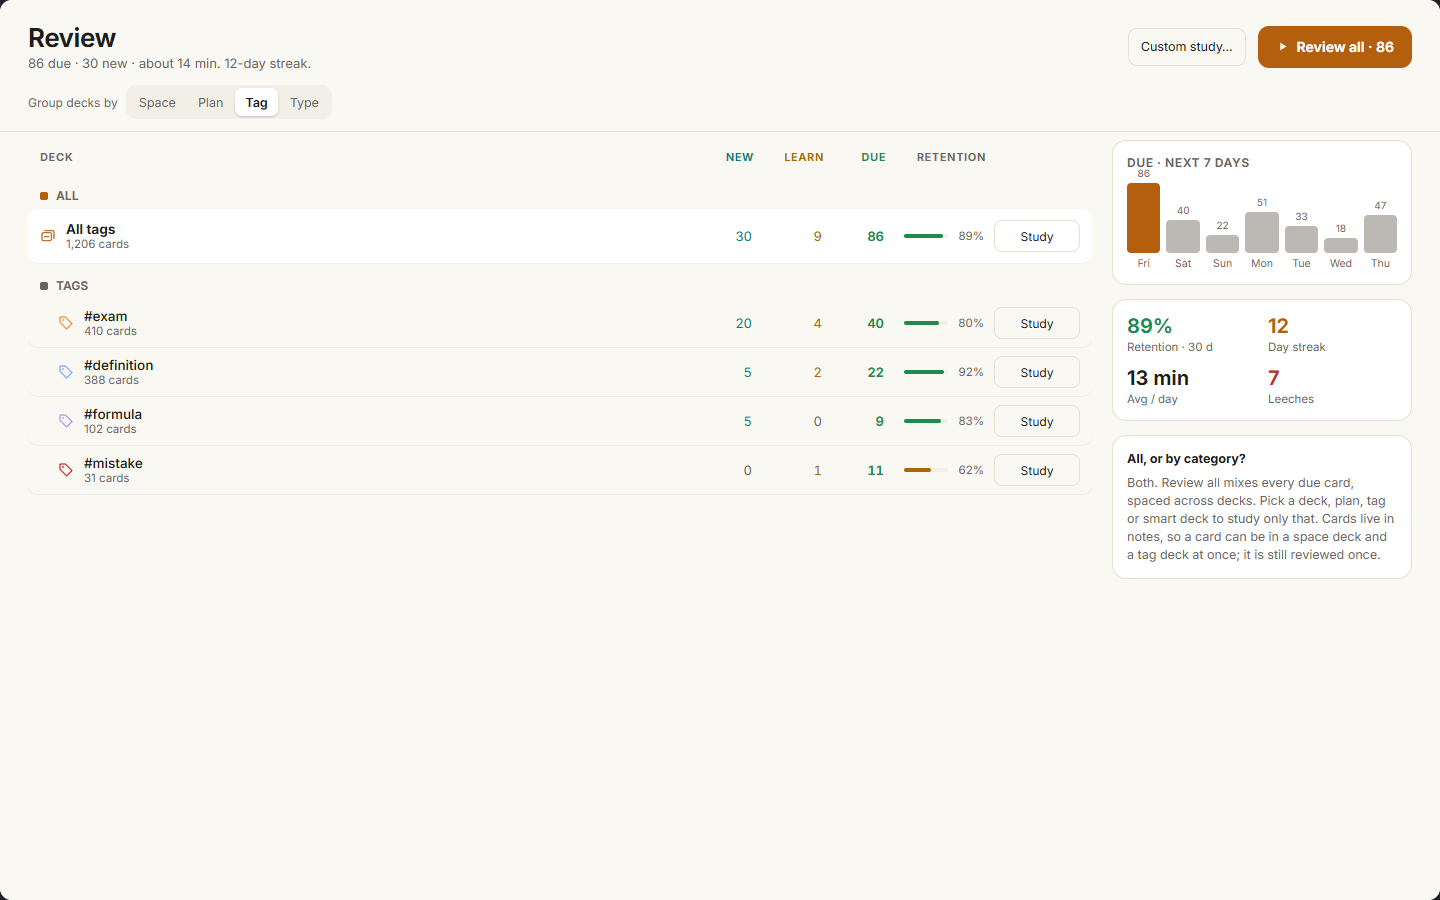 Review
86 due · 30 new · about 14 min. 12-day streak.
Custom study...
Review all · 86
Group decks by Space Plan Tag Type
DECK NEW LEARN DUE RETENTION
ALL
All tags
1,206 cards
30 9 86 89% Study
TAGS
#exam
410 cards
20 4 40 80% Study
#definition
388 cards
5 2 22 92% Study
#formula
102 cards
5 0 9 83% Study
#mistake
31 cards
0 1 11 62% Study
DUE · NEXT 7 DAYS
86 40 22 51 33 18 47
Fri Sat Sun Mon Tue Wed Thu
89% 12
Retention · 30 d Day streak
13 min 7
Avg / day Leeches
All, or by category?
Both. Review all mixes every due card,
spaced across decks. Pick a deck, plan, tag
or smart deck to study only that. Cards live in
notes, so a card can be in a space deck and
a tag deck at once; it is still reviewed once.